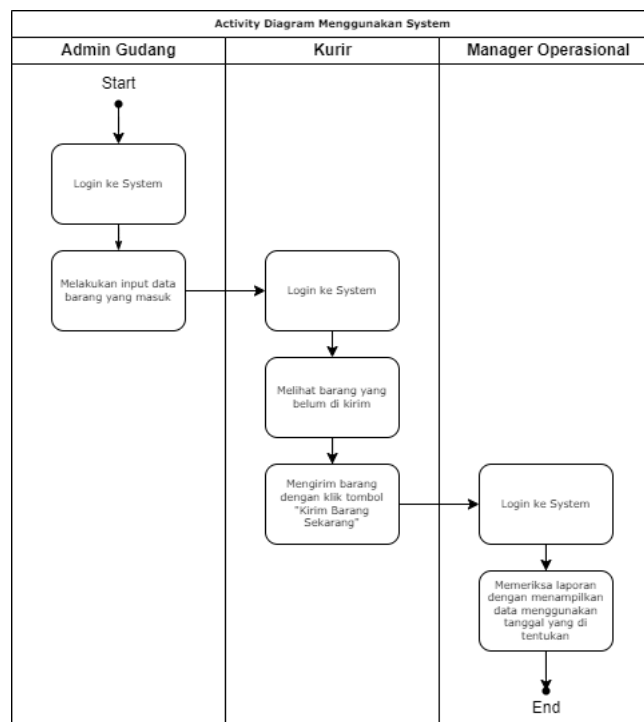 Activity Diagram Menggunakan System
Admin Gudang
Kurir
Manager Operasional
Start
Login ke System
Melakukan input data
barang yang masuk
Login ke System
Melihat barang yang
belum di kirim
Mengirim barang
dengan klik tombol
"Kirim Barang
Sekarang"
Login ke System
Memeriksa laporan
dengan menampilkan
data menggunakan
tanggal yang di
tentukan
End